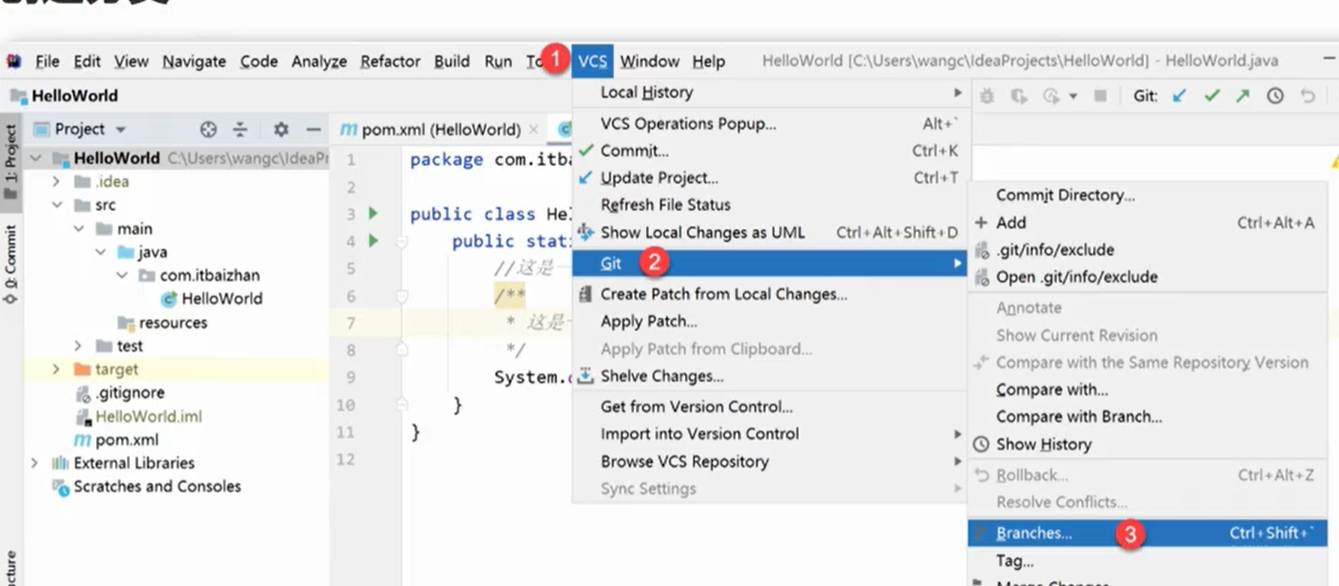 File Edit View Navigate Code Analyze Refactor Build Run To 1 VCS Window Help HelloWorld [C:\Users\wangc\IdeaProjects\HelloWorld] - HelloWorld.java
HelloWorld
Git:
1: Project
0: Commit
Project
HelloWorld C:\Users\wangc\IdeaPr
.idea
src
main
java
com.itbaizhan
HelloWorld
resources
test
target
.gitignore
HelloWorld.iml
pom.xml
External Libraries
Scratches and Consoles
pom.xml (HelloWorld)
1 package com.itba
2
3 public class Hel
4 public stat
5 //这是一
6 /**
7 * 这是一
8 */
9 System.o
10 }
11 }
12
Local History
VCS Operations Popup... Alt+`
Commit... Ctrl+K
Update Project... Ctrl+T
Refresh File Status
Show Local Changes as UML Ctrl+Alt+Shift+D
Git 2
Create Patch from Local Changes...
Apply Patch...
Apply Patch from Clipboard...
Shelve Changes...
Get from Version Control...
Import into Version Control
Browse VCS Repository
Sync Settings
Commit Directory...
Add Ctrl+Alt+A
.git/info/exclude
Open .git/info/exclude
Annotate
Show Current Revision
Compare with the Same Repository Version
Compare with...
Compare with Branch...
Show History
Rollback... Ctrl+Alt+Z
Resolve Conflicts...
Branches... 3 Ctrl+Shift+`
Tag...